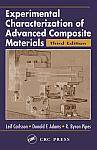 Experimental
Characterization of
Advanced Composite
Materials
Third Edition
Leif Carlsson • Donald F. Adams • R. Byron Pipes
CRC PRESS